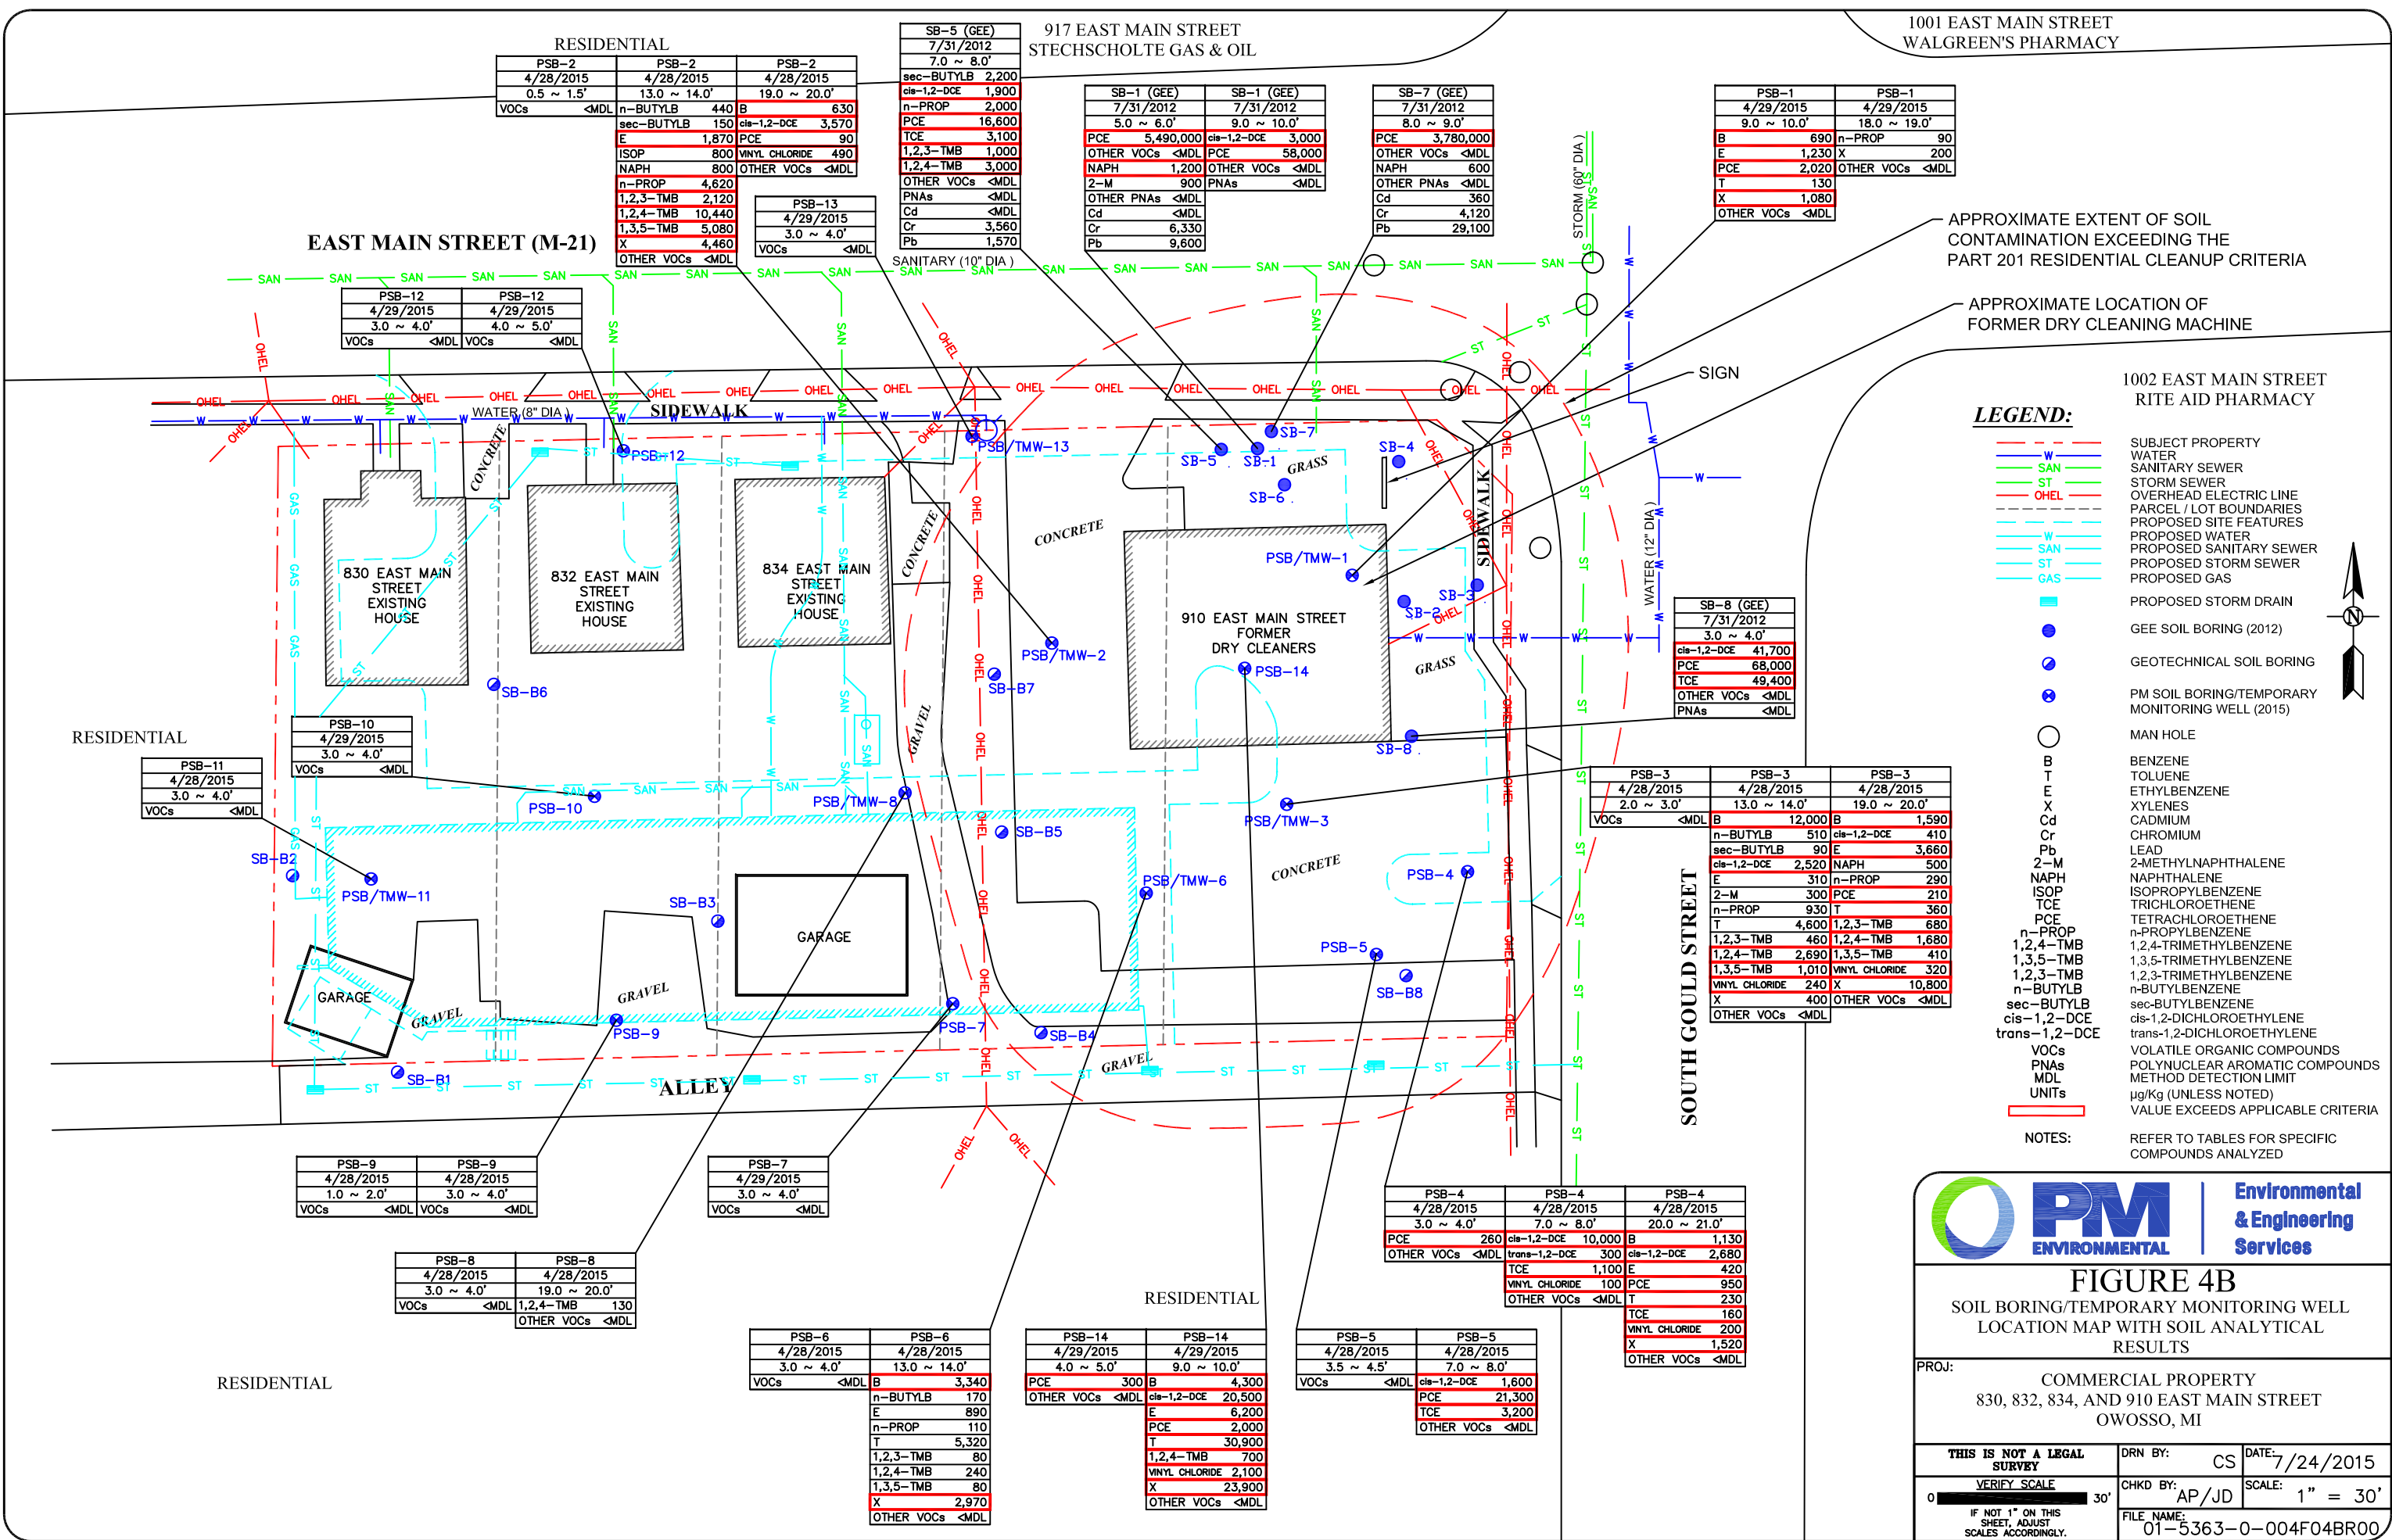 917 EAST MAIN STREET
STECHSCHOLTE GAS & OIL
1001 EAST MAIN STREET
WALGREEN'S PHARMACY
RESIDENTIAL
PSB-2 PSB-2 PSB-2
4/28/2015 4/28/2015 4/28/2015
0.5 ~ 1.5' 13.0 ~ 14.0' 19.0 ~ 20.0'
VOCs <MDL n-BUTYLB 440 B 630
sec-BUTYLB 150 cis-1,2-DCE 3,570
E 1,870 PCE 90
ISOP 800 VINYL CHLORIDE 490
NAPH 800 OTHER VOCs <MDL
n-PROP 4,620
1,2,3-TMB 2,120
1,2,4-TMB 10,440
1,3,5-TMB 5,080
X 4,460
OTHER VOCs <MDL
SB-5 (GEE)
7/31/2012
7.0 ~ 8.0'
sec-BUTYLB 2,200
cis-1,2-DCE 1,900
n-PROP 2,000
PCE 16,600
TCE 3,100
1,2,3-TMB 1,000
1,2,4-TMB 3,000
OTHER VOCs <MDL
PNAs <MDL
Cd <MDL
Cr 3,560
Pb 1,570
SB-1 (GEE) SB-1 (GEE)
7/31/2012 7/31/2012
5.0 ~ 6.0' 9.0 ~ 10.0'
PCE 5,490,000 cis-1,2-DCE 3,000
OTHER VOCs <MDL PCE 58,000
NAPH 1,200 OTHER VOCs <MDL
2-M 900 PNAs <MDL
OTHER PNAs <MDL
Cd <MDL
Cr 6,330
Pb 9,600
SB-7 (GEE)
7/31/2012
8.0 ~ 9.0'
PCE 3,780,000
OTHER VOCs <MDL
NAPH 600
OTHER PNAs <MDL
Cd 360
Cr 4,120
Pb 29,100
PSB-1 PSB-1
4/29/2015 4/29/2015
9.0 ~ 10.0' 18.0 ~ 19.0'
B 690 n-PROP 90
E 1,230 X 200
PCE 2,020 OTHER VOCs <MDL
T 130
X 1,080
OTHER VOCs <MDL
PSB-13
4/29/2015
3.0 ~ 4.0'
VOCs <MDL
EAST MAIN STREET (M-21)
SANITARY (10" DIA )
STORM (60" DIA )
APPROXIMATE EXTENT OF SOIL
CONTAMINATION EXCEEDING THE
PART 201 RESIDENTIAL CLEANUP CRITERIA
APPROXIMATE LOCATION OF
FORMER DRY CLEANING MACHINE
SIGN
PSB-12 PSB-12
4/29/2015 4/29/2015
3.0 ~ 4.0' 4.0 ~ 5.0'
VOCs <MDL VOCs <MDL
WATER (8" DIA )
SIDEWALK
1002 EAST MAIN STREET
RITE AID PHARMACY
CONCRETE
PSB-12
PSB/TMW-13
SB-7
SB-5
SB-1
SB-4
SB-6
GRASS
SIDEWALK
CONCRETE
CONCRETE
WATER (12" DIA )
830 EAST MAIN
STREET
EXISTING
HOUSE
832 EAST MAIN
STREET
EXISTING
HOUSE
834 EAST MAIN
STREET
EXISTING
HOUSE
910 EAST MAIN STREET
FORMER
DRY CLEANERS
PSB/TMW-1
SB-2
SB-3
PSB/TMW-2
SB-B7
SB-B6
PSB-14
GRASS
GRAVEL
SB-8
SB-8 (GEE)
7/31/2012
3.0 ~ 4.0'
cis-1,2-DCE 41,700
PCE 68,000
TCE 49,400
OTHER VOCs <MDL
PNAs <MDL
PSB-10
4/29/2015
3.0 ~ 4.0'
VOCs <MDL
RESIDENTIAL
PSB-11
4/28/2015
3.0 ~ 4.0'
VOCs <MDL
PSB-10
PSB/TMW-8
PSB/TMW-3
SB-B5
SB-B2
PSB/TMW-11
SB-B3
PSB/TMW-6
CONCRETE
PSB-4
PSB-5
SB-B8
GARAGE
GARAGE
GRAVEL
GRAVEL
PSB-9
PSB-7
SB-B4
SB-B1
GRAVEL
ALLEY
SOUTH GOULD STREET
PSB-3 PSB-3 PSB-3
4/28/2015 4/28/2015 4/28/2015
2.0 ~ 3.0' 13.0 ~ 14.0' 19.0 ~ 20.0'
VOCs <MDL B 12,000 B 1,590
n-BUTYLB 510 cis-1,2-DCE 410
sec-BUTYLB 90 E 3,660
cis-1,2-DCE 2,520 NAPH 500
E 310 n-PROP 290
2-M 300 PCE 210
n-PROP 930 T 360
T 4,600 1,2,3-TMB 680
1,2,3-TMB 460 1,2,4-TMB 1,680
1,2,4-TMB 2,690 1,3,5-TMB 410
1,3,5-TMB 1,010 VINYL CHLORIDE 320
VINYL CHLORIDE 240 X 10,800
X 400 OTHER VOCs <MDL
OTHER VOCs <MDL
PSB-9 PSB-9
4/28/2015 4/28/2015
1.0 ~ 2.0' 3.0 ~ 4.0'
VOCs <MDL VOCs <MDL
PSB-7
4/29/2015
3.0 ~ 4.0'
VOCs <MDL
PSB-8 PSB-8
4/28/2015 4/28/2015
3.0 ~ 4.0' 19.0 ~ 20.0'
VOCs <MDL 1,2,4-TMB 130
OTHER VOCs <MDL
PSB-4 PSB-4 PSB-4
4/28/2015 4/28/2015 4/28/2015
3.0 ~ 4.0' 7.0 ~ 8.0' 20.0 ~ 21.0'
PCE 260 cis-1,2-DCE 10,000 B 1,130
OTHER VOCs <MDL trans-1,2-DCE 300 cis-1,2-DCE 2,680
TCE 1,100 E 420
VINYL CHLORIDE 100 PCE 950
OTHER VOCs <MDL T 230
TCE 160
VINYL CHLORIDE 200
X 1,520
OTHER VOCs <MDL
RESIDENTIAL
RESIDENTIAL
PSB-6 PSB-6
4/28/2015 4/28/2015
3.0 ~ 4.0' 13.0 ~ 14.0'
VOCs <MDL B 3,340
n-BUTYLB 170
E 890
n-PROP 110
T 5,320
1,2,3-TMB 80
1,2,4-TMB 240
1,3,5-TMB 80
X 2,970
OTHER VOCs <MDL
PSB-14 PSB-14
4/29/2015 4/29/2015
4.0 ~ 5.0' 9.0 ~ 10.0'
PCE 300 B 4,300
OTHER VOCs <MDL cis-1,2-DCE 20,500
E 6,200
PCE 2,000
T 30,900
1,2,4-TMB 700
VINYL CHLORIDE 2,100
X 23,900
OTHER VOCs <MDL
PSB-5 PSB-5
4/28/2015 4/28/2015
3.5 ~ 4.5' 7.0 ~ 8.0'
VOCs <MDL cis-1,2-DCE 1,600
PCE 21,300
TCE 3,200
OTHER VOCs <MDL
LEGEND:
SUBJECT PROPERTY
W WATER
SAN SANITARY SEWER
ST STORM SEWER
OHEL OVERHEAD ELECTRIC LINE
PARCEL / LOT BOUNDARIES
PROPOSED SITE FEATURES
W PROPOSED WATER
SAN PROPOSED SANITARY SEWER
ST PROPOSED STORM SEWER
GAS PROPOSED GAS
PROPOSED STORM DRAIN
GEE SOIL BORING (2012)
GEOTECHNICAL SOIL BORING
PM SOIL BORING/TEMPORARY
MONITORING WELL (2015)
MAN HOLE
N
B BENZENE
T TOLUENE
E ETHYLBENZENE
X XYLENES
Cd CADMIUM
Cr CHROMIUM
Pb LEAD
2-M 2-METHYLNAPHTHALENE
NAPH NAPHTHALENE
ISOP ISOPROPYLBENZENE
TCE TRICHLOROETHENE
PCE TETRACHLOROETHENE
n-PROP n-PROPYLBENZENE
1,2,4-TMB 1,2,4-TRIMETHYLBENZENE
1,3,5-TMB 1,3,5-TRIMETHYLBENZENE
1,2,3-TMB 1,2,3-TRIMETHYLBENZENE
n-BUTYLB n-BUTYLBENZENE
sec-BUTYLB sec-BUTYLBENZENE
cis-1,2-DCE cis-1,2-DICHLOROETHYLENE
trans-1,2-DCE trans-1,2-DICHLOROETHYLENE
VOCs VOLATILE ORGANIC COMPOUNDS
PNAs POLYNUCLEAR AROMATIC COMPOUNDS
MDL METHOD DETECTION LIMIT
UNITs µg/Kg (UNLESS NOTED)
VALUE EXCEEDS APPLICABLE CRITERIA
NOTES: REFER TO TABLES FOR SPECIFIC
COMPOUNDS ANALYZED
PM
ENVIRONMENTAL
Environmental
& Engineering
Services
FIGURE 4B
SOIL BORING/TEMPORARY MONITORING WELL
LOCATION MAP WITH SOIL ANALYTICAL
RESULTS
PROJ:
COMMERCIAL PROPERTY
830, 832, 834, AND 910 EAST MAIN STREET
OWOSSO, MI
THIS IS NOT A LEGAL
SURVEY
VERIFY SCALE
0 30'
IF NOT 1" ON THIS
SHEET, ADJUST
SCALES ACCORDINGLY.
DRN BY: CS
DATE: 7/24/2015
CHKD BY: AP/JD
SCALE: 1" = 30'
FILE NAME:
01-5363-0-004F04BR00